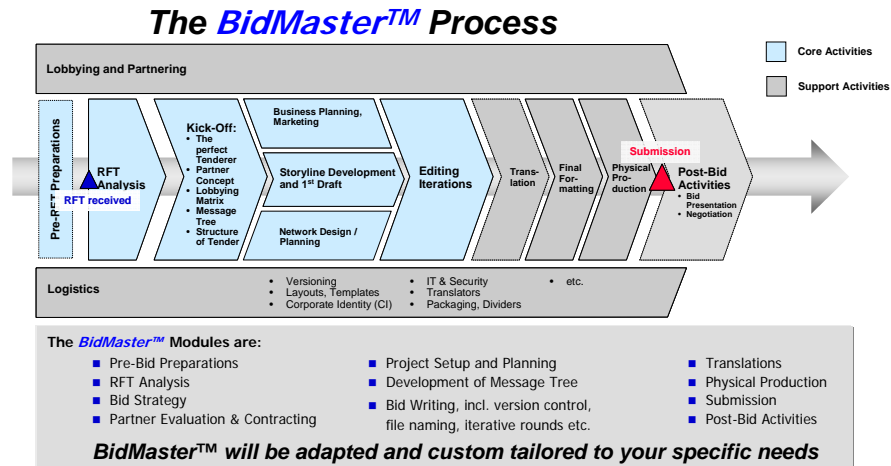 The BidMaster™ Process
Core Activities
Support Activities
Lobbying and Partnering
Pre-RFT Preparations
RFT
Analysis
RFT received
Kick-Off:
• The
perfect
Tenderer
• Partner
Concept
• Lobbying
Matrix
• Message
Tree
• Structure
of Tender
Business Planning,
Marketing
Storyline Development
and 1st Draft
Network Design /
Planning
Editing
Iterations
Trans-
lation
Final
For-
matting
Physical
Pro-
duction
Submission
Post-Bid
Activities
• Bid
Presentation
• Negotiation
Logistics
• Versioning
• Layouts, Templates
• Corporate Identity (CI)
• IT & Security
• Translators
• Packaging, Dividers
• etc.
The BidMaster™ Modules are:
■ Pre-Bid Preparations
■ RFT Analysis
■ Bid Strategy
■ Partner Evaluation & Contracting
■ Project Setup and Planning
■ Development of Message Tree
■ Bid Writing, incl. version control,
file naming, iterative rounds etc.
■ Translations
■ Physical Production
■ Submission
■ Post-Bid Activities
BidMaster™ will be adapted and custom tailored to your specific needs